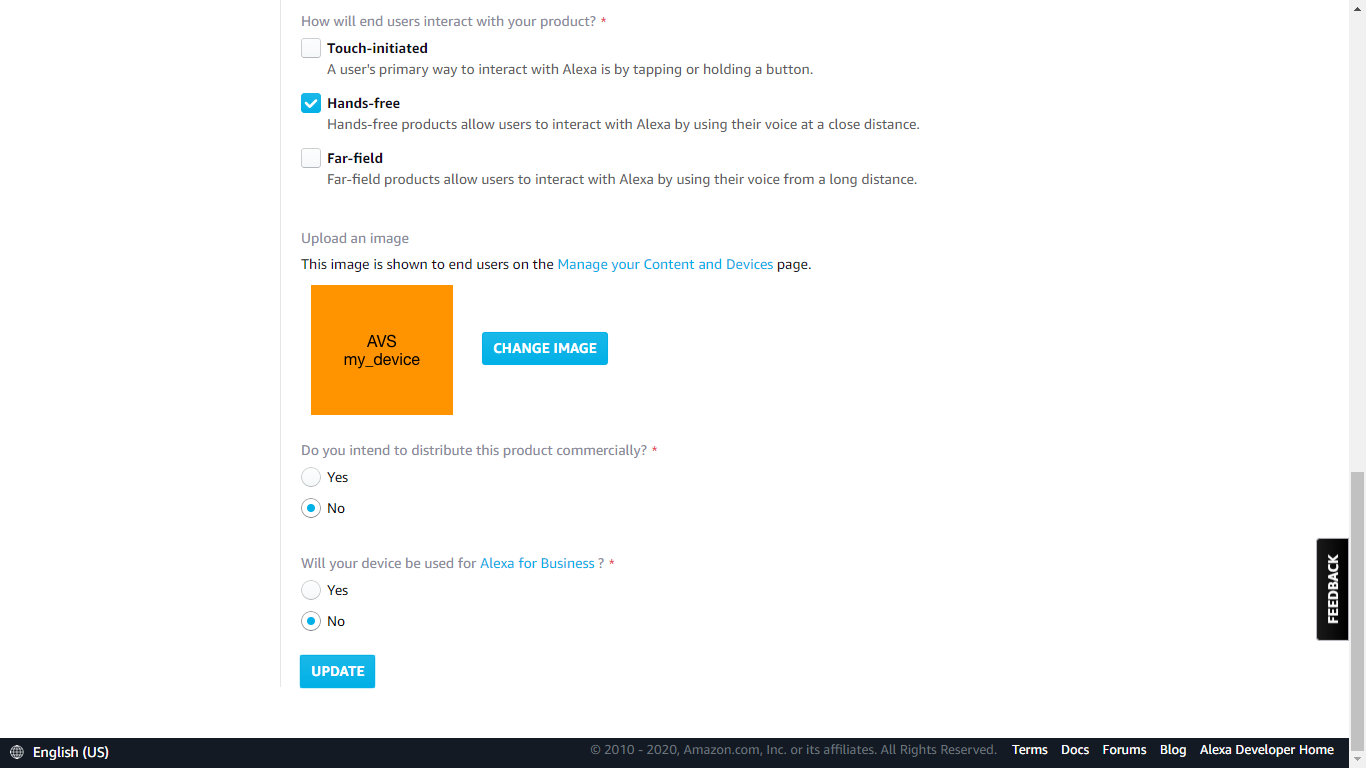 How will end users interact with your product? *
Touch-initiated
A user's primary way to interact with Alexa is by tapping or holding a button.
Hands-free
Hands-free products allow users to interact with Alexa by using their voice at a close distance.
Far-field
Far-field products allow users to interact with Alexa by using their voice from a long distance.
Upload an image
This image is shown to end users on the Manage your Content and Devices page.
AVS
my_device
CHANGE IMAGE
Do you intend to distribute this product commercially? *
Yes
No
Will your device be used for Alexa for Business ? *
Yes
No
UPDATE
FEEDBACK
English (US)
© 2010 - 2020, Amazon.com, Inc. or its affiliates. All Rights Reserved. Terms Docs Forums Blog Alexa Developer Home